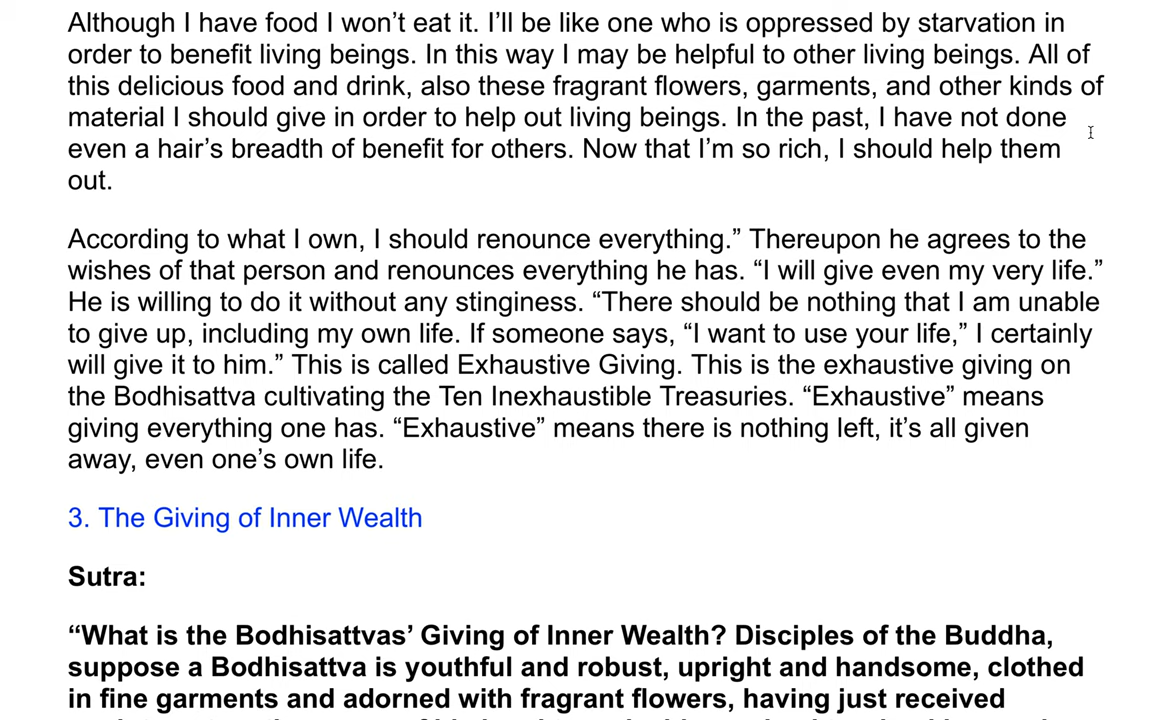 Although I have food I won’t eat it. I’ll be like one who is oppressed by starvation in
order to benefit living beings. In this way I may be helpful to other living beings. All of
this delicious food and drink, also these fragrant flowers, garments, and other kinds of
material I should give in order to help out living beings. In the past, I have not done
even a hair’s breadth of benefit for others. Now that I’m so rich, I should help them
out.
According to what I own, I should renounce everything.” Thereupon he agrees to the
wishes of that person and renounces everything he has. “I will give even my very life.”
He is willing to do it without any stinginess. “There should be nothing that I am unable
to give up, including my own life. If someone says, “I want to use your life,” I certainly
will give it to him.” This is called Exhaustive Giving. This is the exhaustive giving on
the Bodhisattva cultivating the Ten Inexhaustible Treasuries. “Exhaustive” means
giving everything one has. “Exhaustive” means there is nothing left, it’s all given
away, even one’s own life.
3. The Giving of Inner Wealth
Sutra:
“What is the Bodhisattvas’ Giving of Inner Wealth? Disciples of the Buddha,
suppose a Bodhisattva is youthful and robust, upright and handsome, clothed
in fine garments and adorned with fragrant flowers, having just received